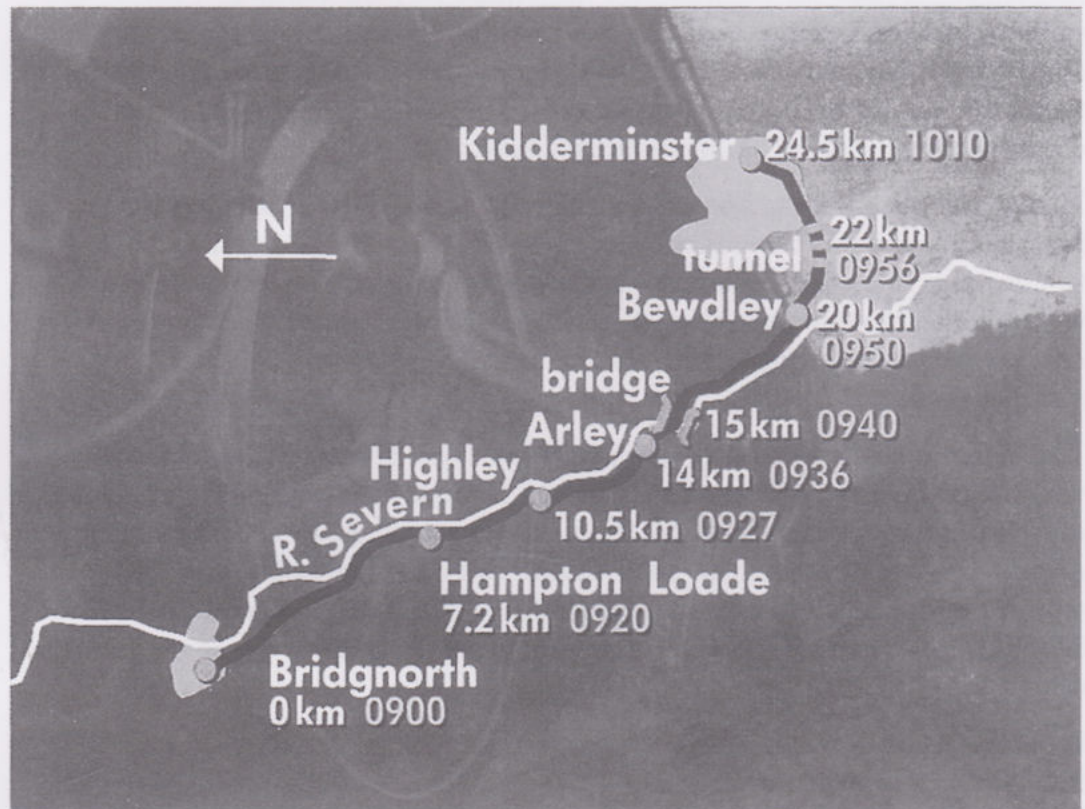 Kidderminster 24.5km 1010
N
22km
tunnel 0956
Bewdley 20km
0950
bridge
Arley 15km 0940
14km 0936
Highley
10.5km 0927
R. Severn
Hampton Loade
7.2km 0920
Bridgnorth
0km 0900